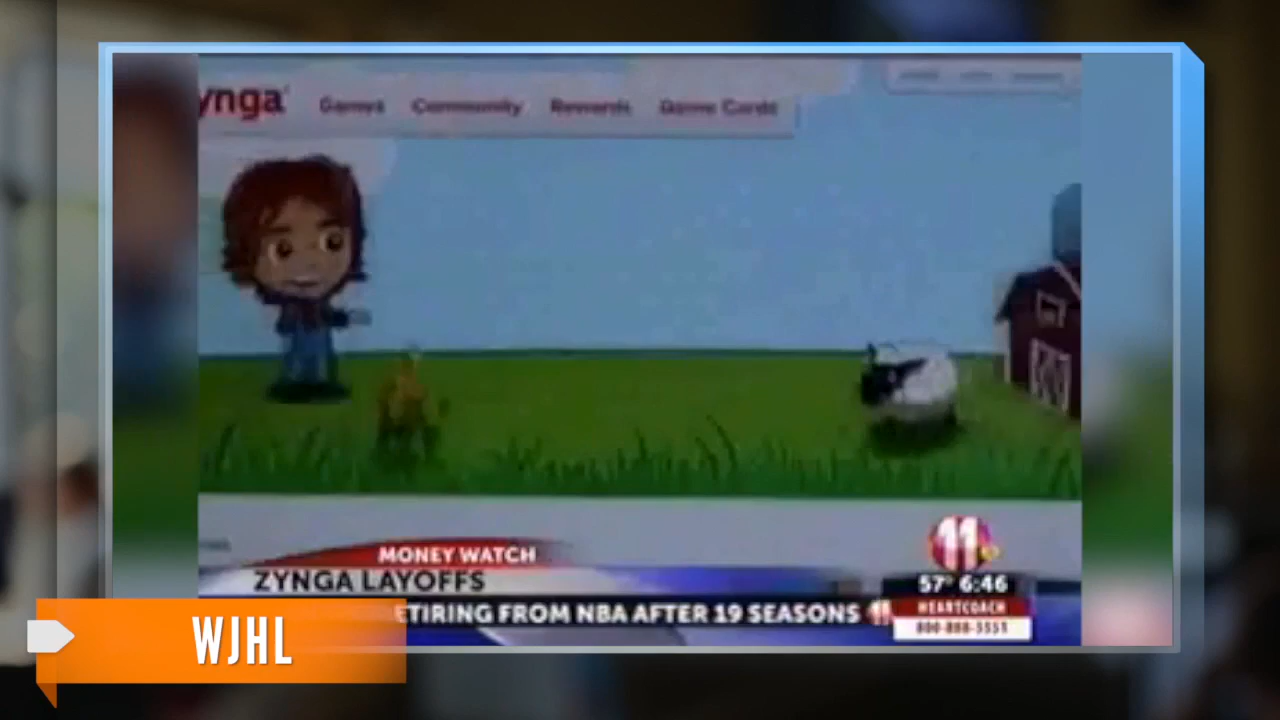 ynga
Games Community Rewards Game Cards
MONEY WATCH
ZYNGA LAYOFFS
ETIRING FROM NBA AFTER 19 SEASONS
11
57° 6:46
HEARTCOACH
WJHL